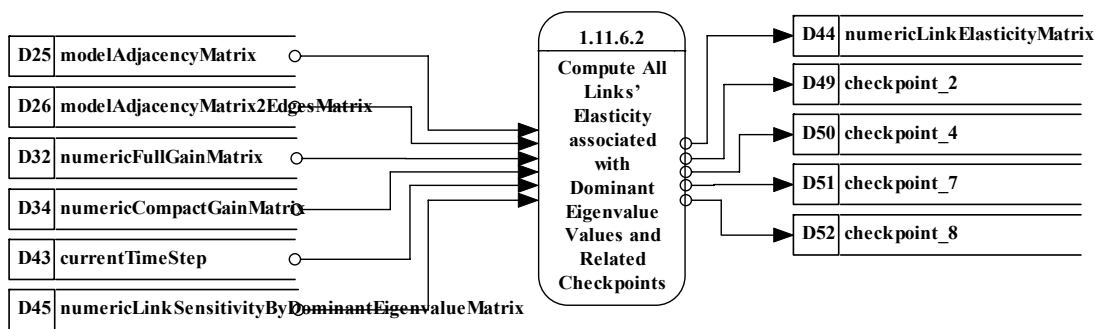 D25 modelAdjacencyMatrix
D26 modelAdjacencyMatrix2EdgesMatrix
D32 numericFullGainMatrix
D34 numericCompactGainMatrix
D43 currentTimeStep
D45 numericLinkSensitivityByDominantEigenvalueMatrix
1.11.6.2
Compute All
Links’
Elasticity
associated
with
Dominant
Eigenvalue
Values and
Related
Checkpoints
D44 numericLinkElasticityMatrix
D49 checkpoint_2
D50 checkpoint_4
D51 checkpoint_7
D52 checkpoint_8